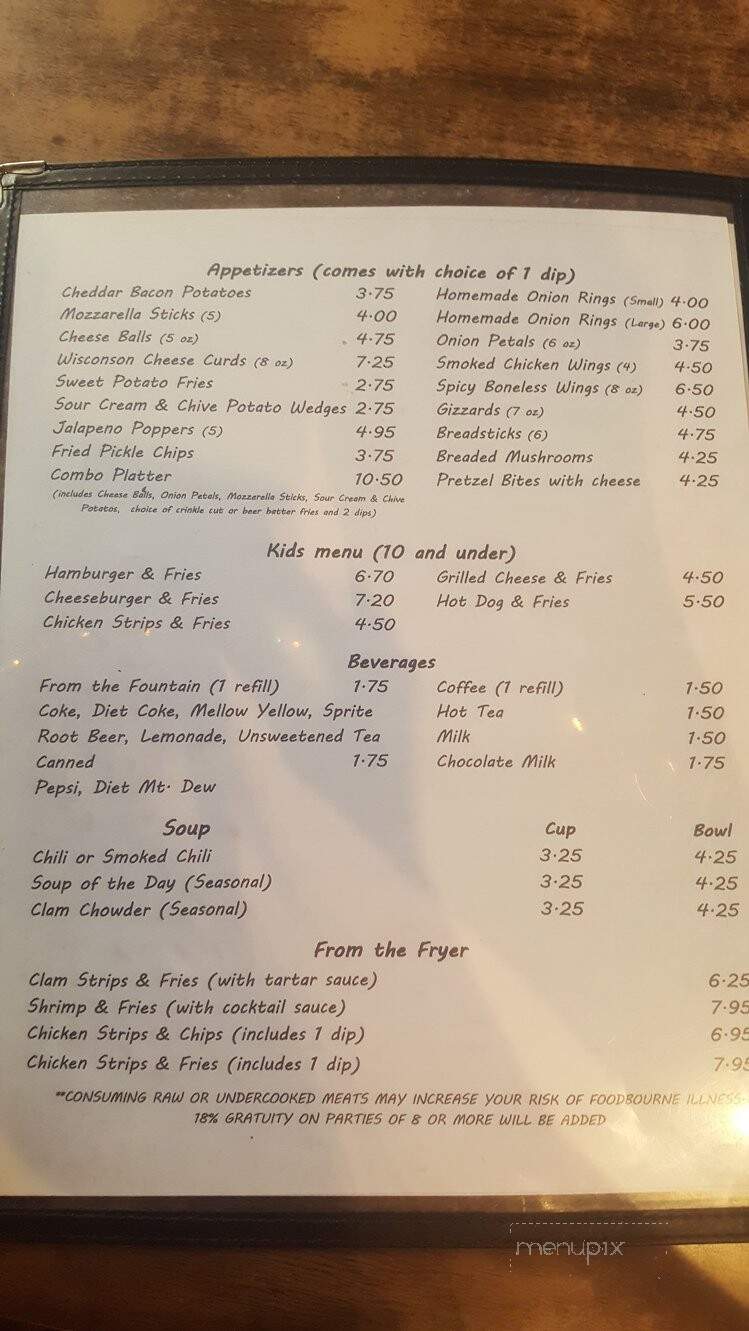 Appetizers (comes with choice of 1 dip)
Cheddar Bacon Potatoes 3.75
Mozzarella Sticks (5) 4.00
Cheese Balls (5 oz) 4.75
Wisconson Cheese Curds (8 oz) 7.25
Sweet Potato Fries 2.75
Sour Cream & Chive Potato Wedges 2.75
Jalapeno Poppers (5) 4.95
Fried Pickle Chips 3.75
Combo Platter 10.50
(includes Cheese Balls, Onion Petals, Mozzarella Sticks, Sour Cream & Chive
Potatos, choice of crinkle cut or beer batter fries and 2 dips)
Homemade Onion Rings (Small) 4.00
Homemade Onion Rings (Large) 6.00
Onion Petals (6 oz) 3.75
Smoked Chicken Wings (4) 4.50
Spicy Boneless Wings (8 oz) 6.50
Gizzards (7 oz) 4.50
Breadsticks (6) 4.75
Breaded Mushrooms 4.25
Pretzel Bites with cheese 4.25
Kids menu (10 and under)
Hamburger & Fries 6.70
Cheeseburger & Fries 7.20
Chicken Strips & Fries 4.50
Grilled Cheese & Fries 4.50
Hot Dog & Fries 5.50
Beverages
From the Fountain (1 refill) 1.75
Coke, Diet Coke, Mellow Yellow, Sprite
Root Beer, Lemonade, Unsweetened Tea
Canned 1.75
Pepsi, Diet Mt. Dew
Coffee (1 refill) 1.50
Hot Tea 1.50
Milk 1.50
Chocolate Milk 1.75
Soup Cup Bowl
Chili or Smoked Chili 3.25 4.25
Soup of the Day (Seasonal) 3.25 4.25
Clam Chowder (Seasonal) 3.25 4.25
From the Fryer
Clam Strips & Fries (with tartar sauce) 6.25
Shrimp & Fries (with cocktail sauce) 7.95
Chicken Strips & Chips (includes 1 dip) 6.95
Chicken Strips & Fries (includes 1 dip) 7.95
**CONSUMING RAW OR UNDERCOOKED MEATS MAY INCREASE YOUR RISK OF FOODBOURNE ILLNESS.
18% GRATUITY ON PARTIES OF 8 OR MORE WILL BE ADDED
menupix